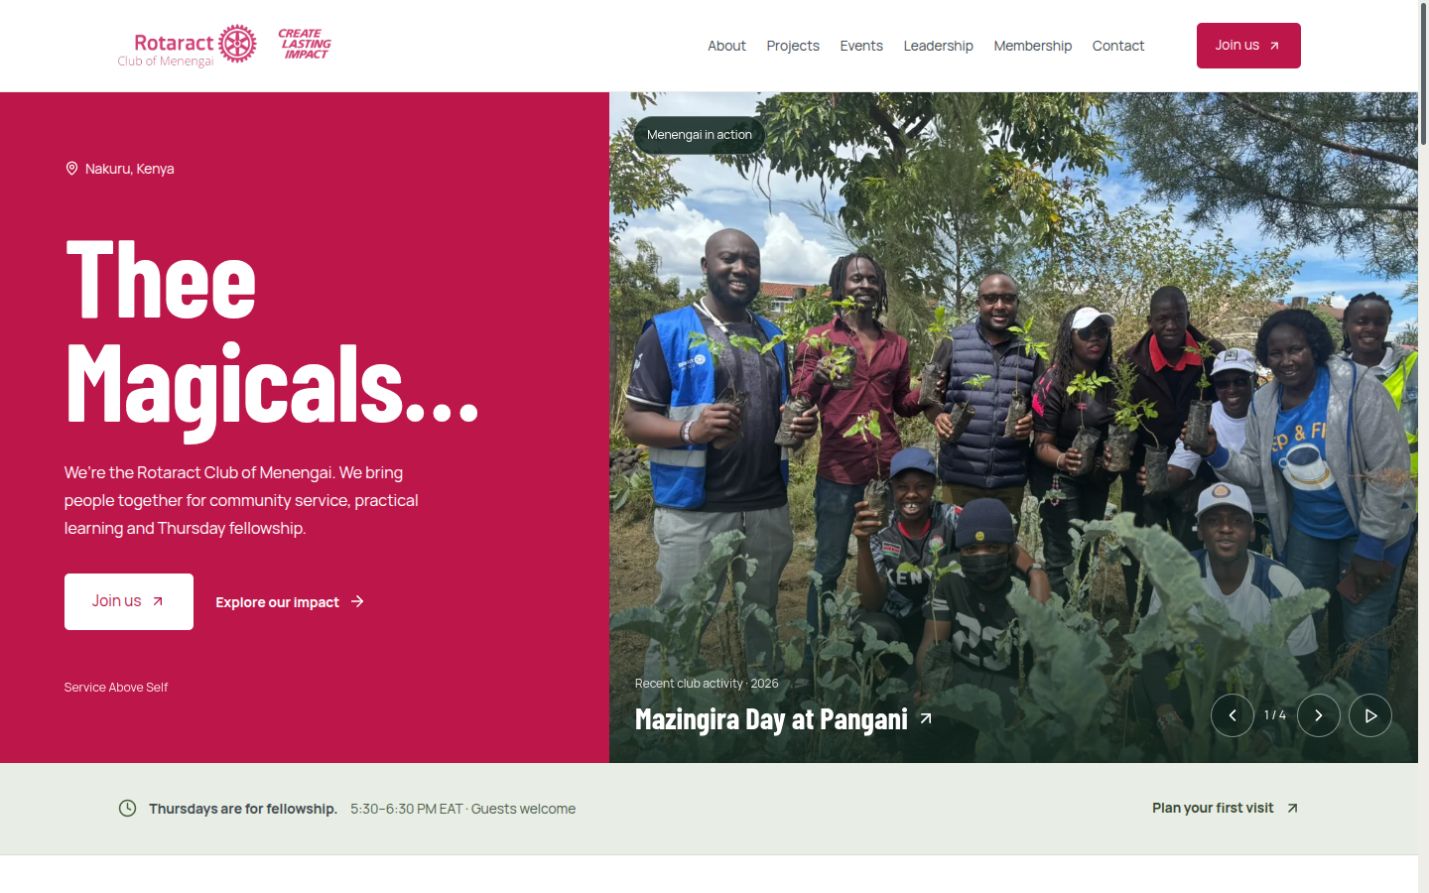 Rotaract
Club of Menengai
CREATE
LASTING
IMPACT
About
Projects
Events
Leadership
Membership
Contact
Join us
Nakuru, Kenya
Thee
Magicals...
We're the Rotaract Club of Menengai. We bring
people together for community service, practical
learning and Thursday fellowship.
Join us
Explore our impact
Service Above Self
Menengai in action
KEN
Recent club activity · 2026
Mazingira Day at Pangani
1 / 4
Thursdays are for fellowship.
5:30–6:30 PM EAT · Guests welcome
Plan your first visit